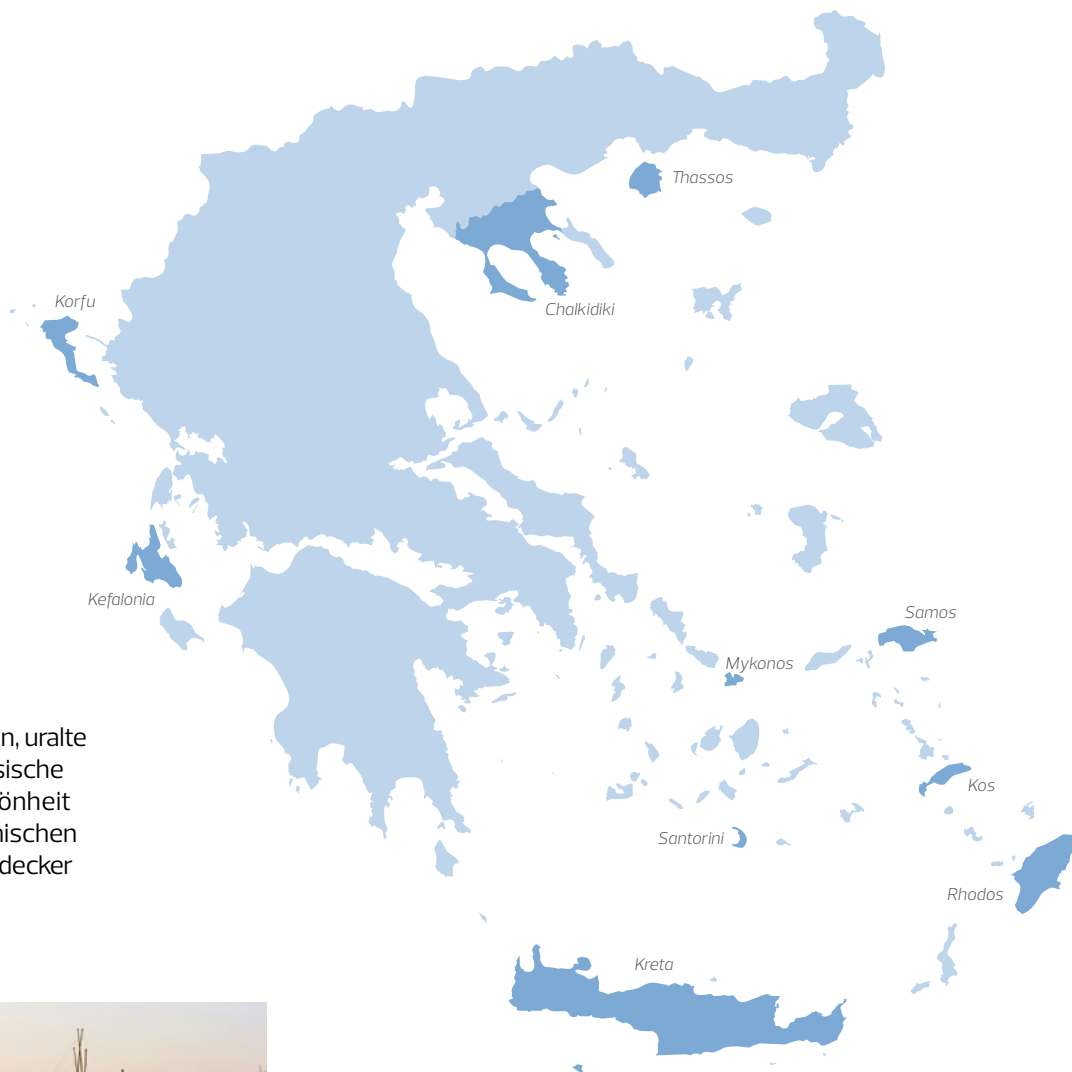 Thassos
Korfu
Chalkidiki
Kefalonia
Samos
Mykonos
uralte
Kos
Santorini
Rhodos
Kreta